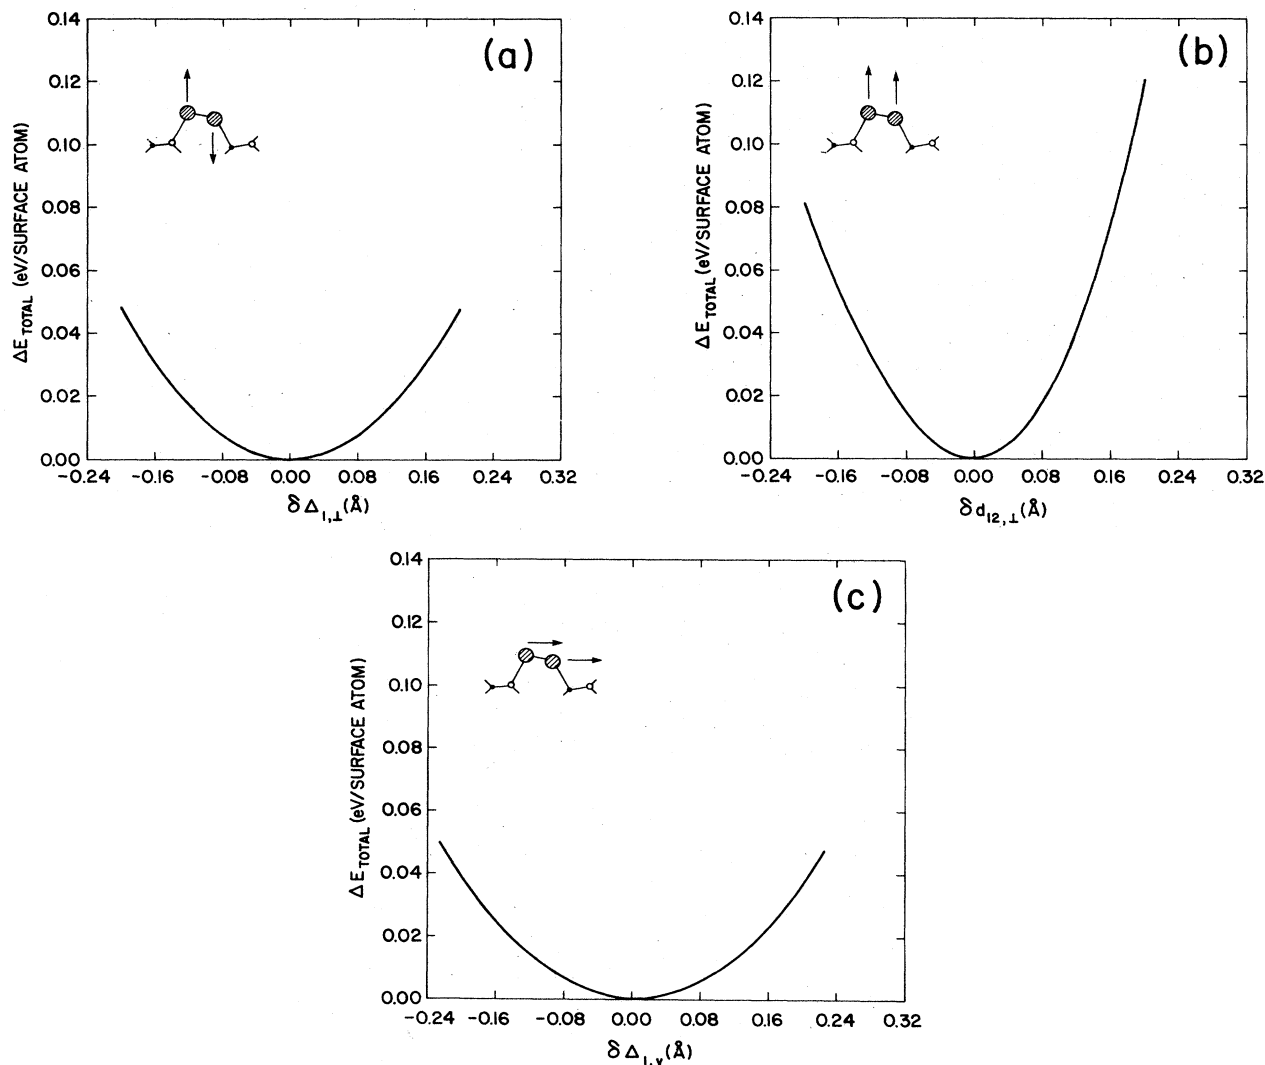 (a)
0.14
0.12
0.10
0.08
0.06
0.04
0.02
0.00
ΔE_TOTAL (eV/SURFACE ATOM)
-0.24 -0.16 -0.08 0.00 0.08 0.16 0.24 0.32
δΔ_1,⊥(Å)
(b)
0.14
0.12
0.10
0.08
0.06
0.04
0.02
0.00
ΔE_TOTAL (eV/SURFACE ATOM)
-0.24 -0.16 -0.08 0.00 0.08 0.16 0.24 0.32
δd_12,⊥(Å)
(c)
0.14
0.12
0.10
0.08
0.06
0.04
0.02
0.00
ΔE_TOTAL (eV/SURFACE ATOM)
-0.24 -0.16 -0.08 0.00 0.08 0.16 0.24 0.32
δΔ_1,y(Å)